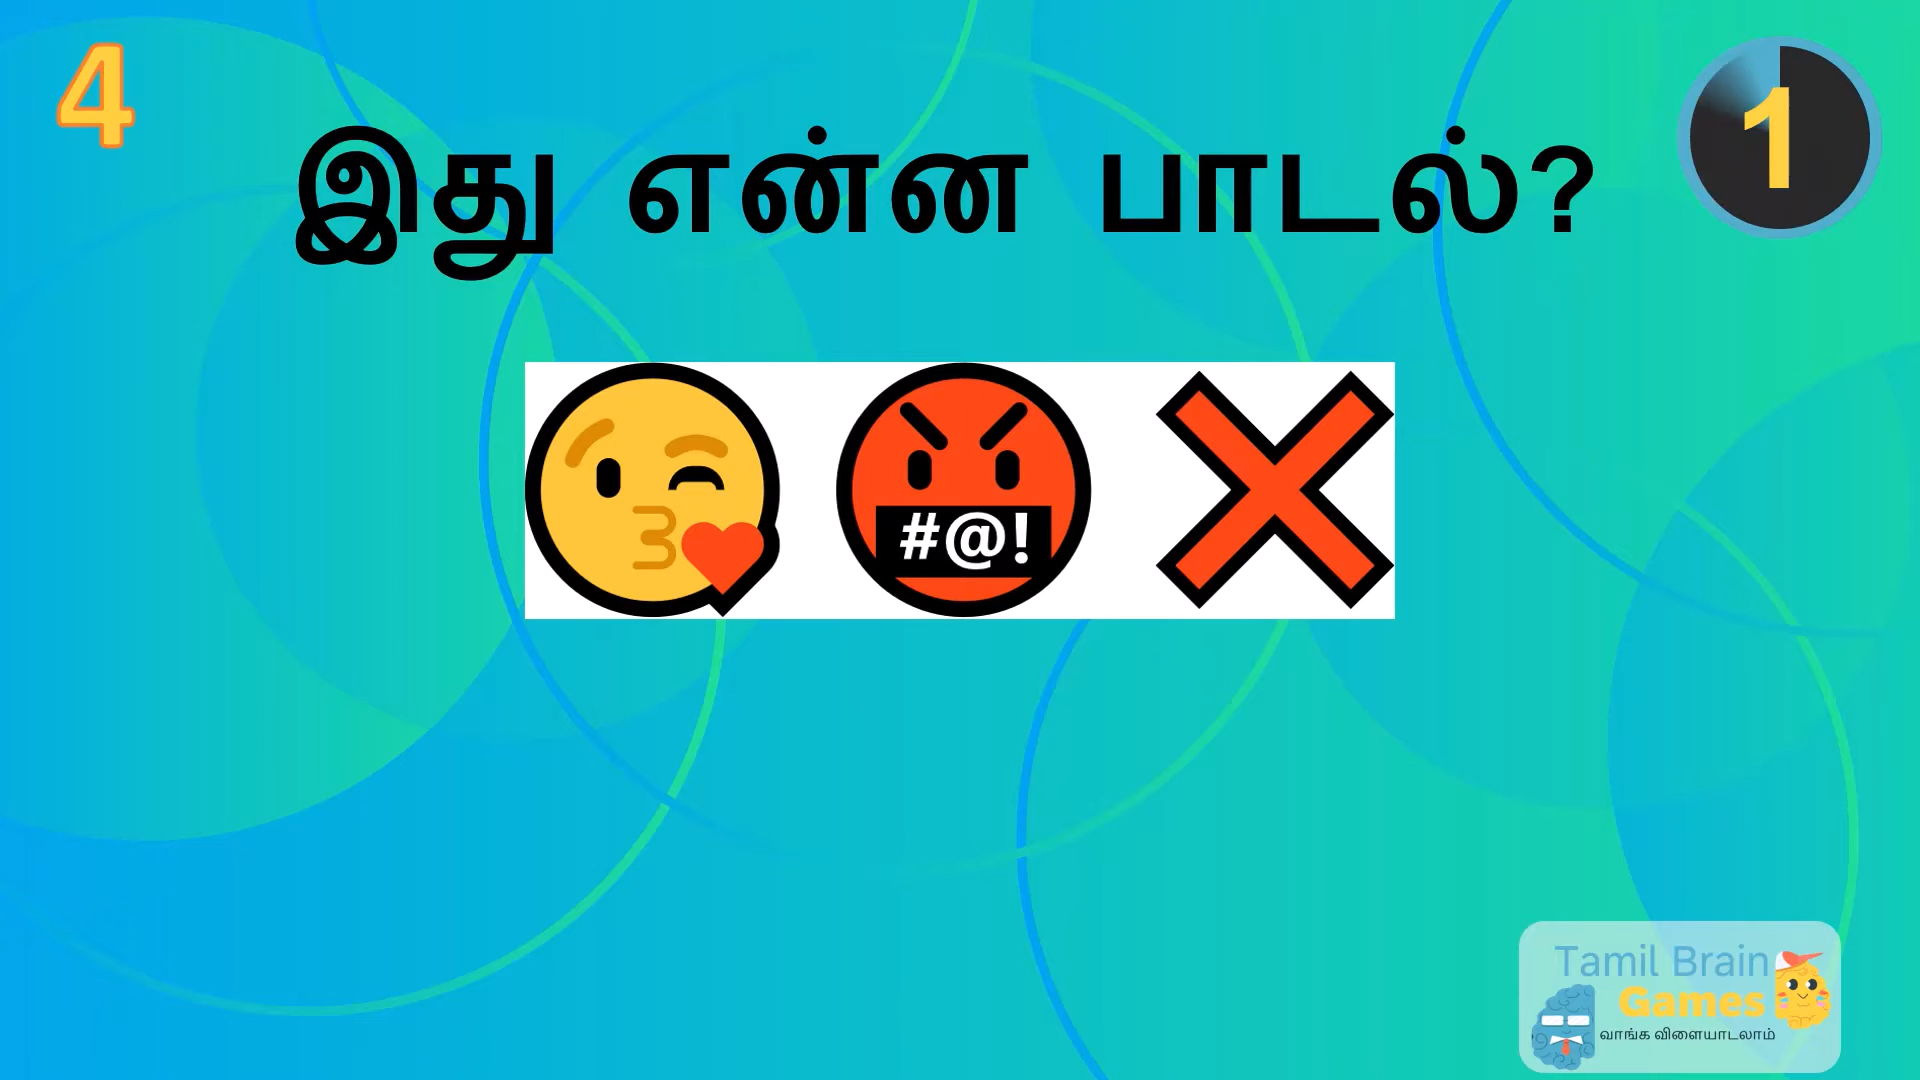 4
1
இது என்ன பாடல்?
#@!
Tamil Brain
Games
வாங்க விளையாடலாம்